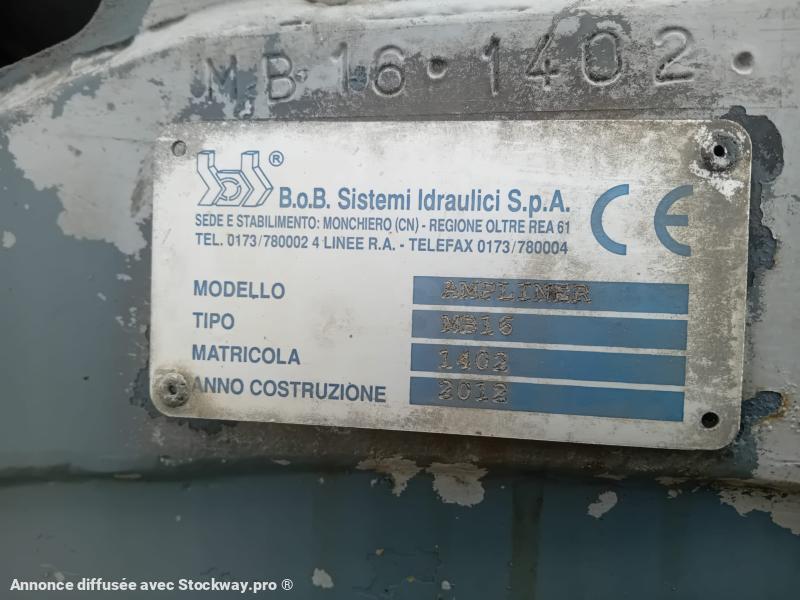 MB·16·1402·
B.o.B. Sistemi Idraulici S.p.A.
SEDE E STABILIMENTO: MONCHIERO (CN) - REGIONE OLTRE REA 61
TEL. 0173/780002 4 LINEE R.A. - TELEFAX 0173/780004
CE
MODELLO AMPLIMER
TIPO MB16
MATRICOLA 1402
ANNO COSTRUZIONE 2012
Annonce diffusée avec Stockway.pro ®